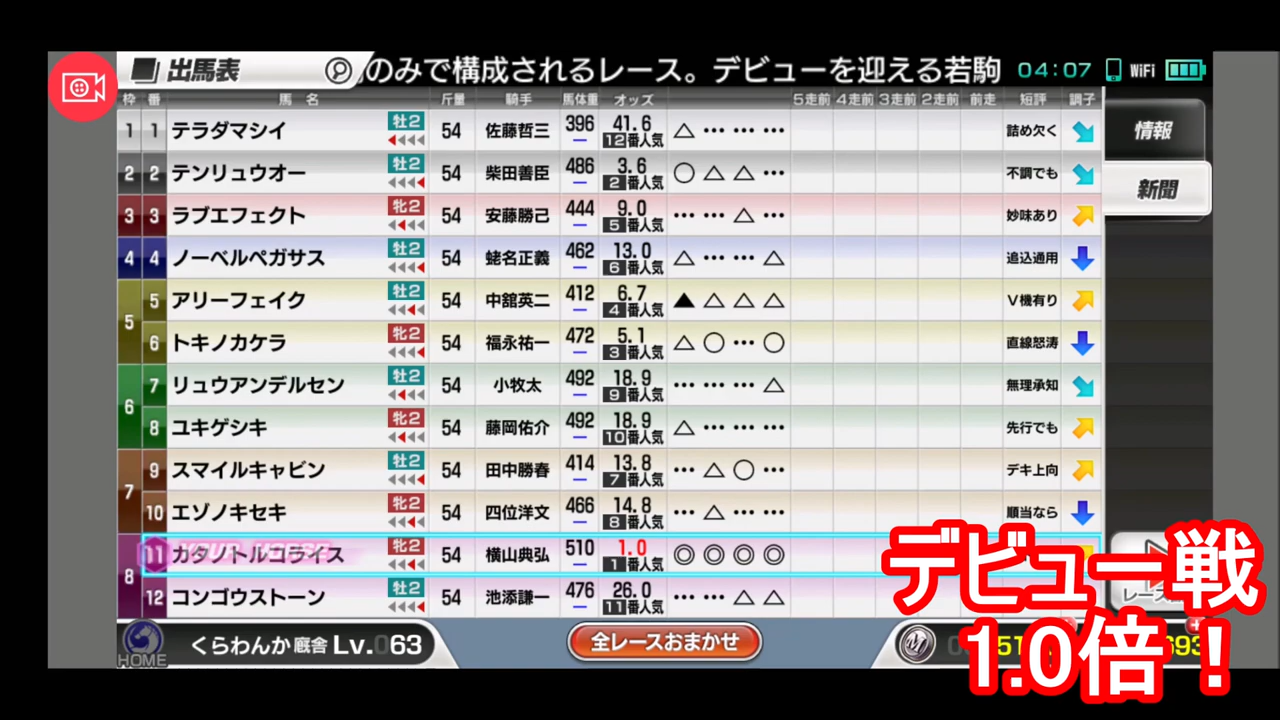 出馬表 のみで構成されるレース。デビューを迎える若駒 04:07 WiFi
枠 番 馬 名 斤量 騎手 馬体重 オッズ 5走前 4走前 3走前 2走前 前走 短評 調子
1 1 テラダマシイ 牡2 54 佐藤哲三 396 41.6 12番人気 △ … … … 詰め欠く
2 2 テンリュウオー 牡2 54 柴田善臣 486 3.6 2番人気 ○ △ △ … 不調でも
3 3 ラブエフェクト 牝2 54 安藤勝己 444 9.0 5番人気 … … △ … 妙味あり
4 4 ノーベルペガサス 牡2 54 蛯名正義 462 13.0 6番人気 △ … … △ 追込通用
5 5 アリーフェイク 牡2 54 中舘英二 412 6.7 4番人気 ▲ △ △ △ V機有り
6 トキノカケラ 牝2 54 福永祐一 472 5.1 3番人気 △ ○ … ○ 直線怒涛
6 7 リュウアンデルセン 牡2 54 小牧太 492 18.9 9番人気 … … … △ 無理承知
8 ユキゲシキ 牝2 54 藤岡佑介 492 18.9 10番人気 △ … … … 先行でも
7 9 スマイルキャビン 牡2 54 田中勝春 414 13.8 7番人気 … △ ○ … デキ上向
10 エゾノキセキ 牝2 54 四位洋文 466 14.8 8番人気 … △ … … 順当なら
8 11 カタノトルコライス YOUR HORSE 牝2 54 横山典弘 510 1.0 1番人気 ◎ ◎ ◎ ◎
12 コンゴウストーン 牡2 54 池添謙一 476 26.0 11番人気 … … △ △
情報
新聞
デビュー戦
1.0倍！
HOME くらわんか厩舎 Lv.063 全レースおまかせ